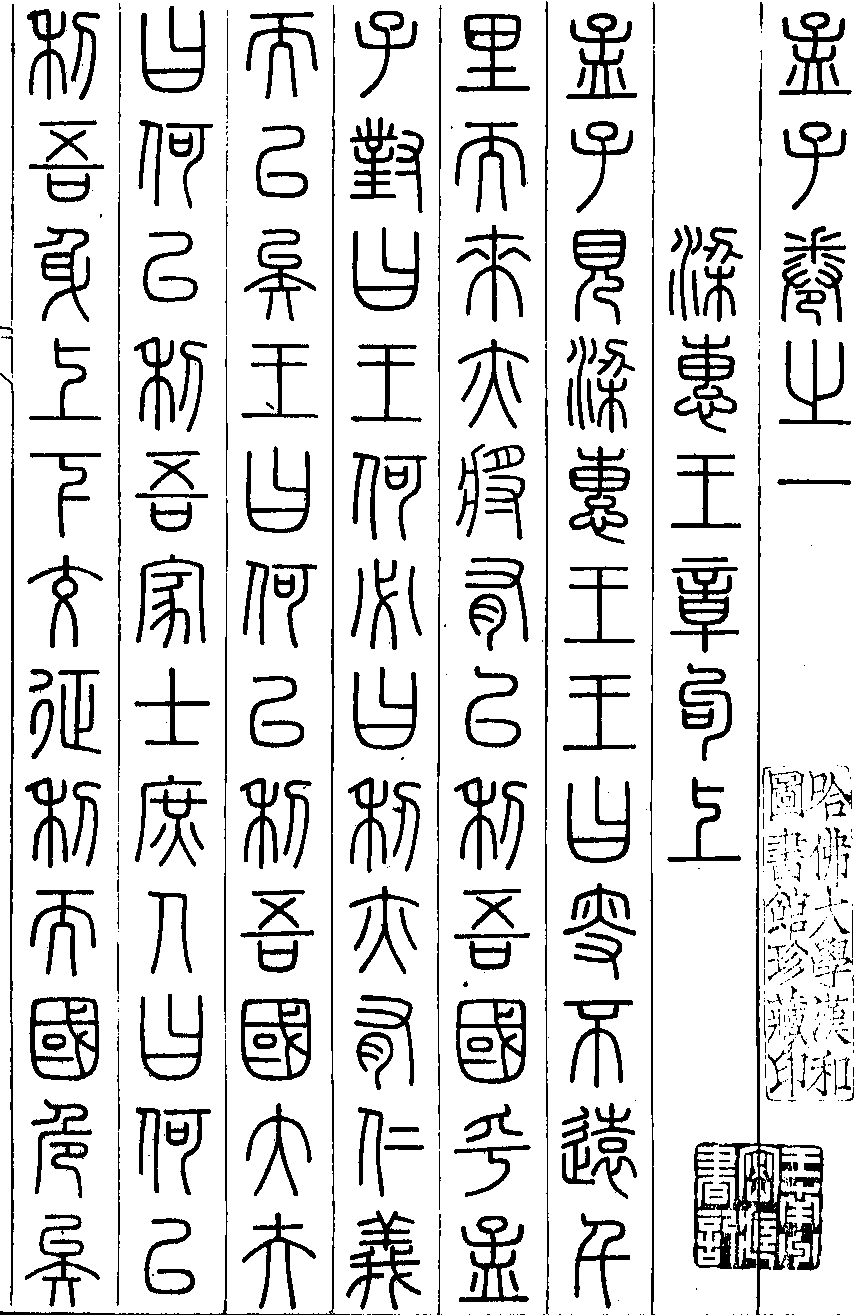 孟子卷之一
梁惠王章句上
孟子見梁惠王王曰叟不遠千
里而來亦將有以利吾國乎孟
子對曰王何必曰利亦有仁義
而已矣王曰何以利吾國大夫
曰何以利吾家士庶人曰何以
利吾身上下交征利而國危矣
哈佛大學漢和
圖書館珍藏印